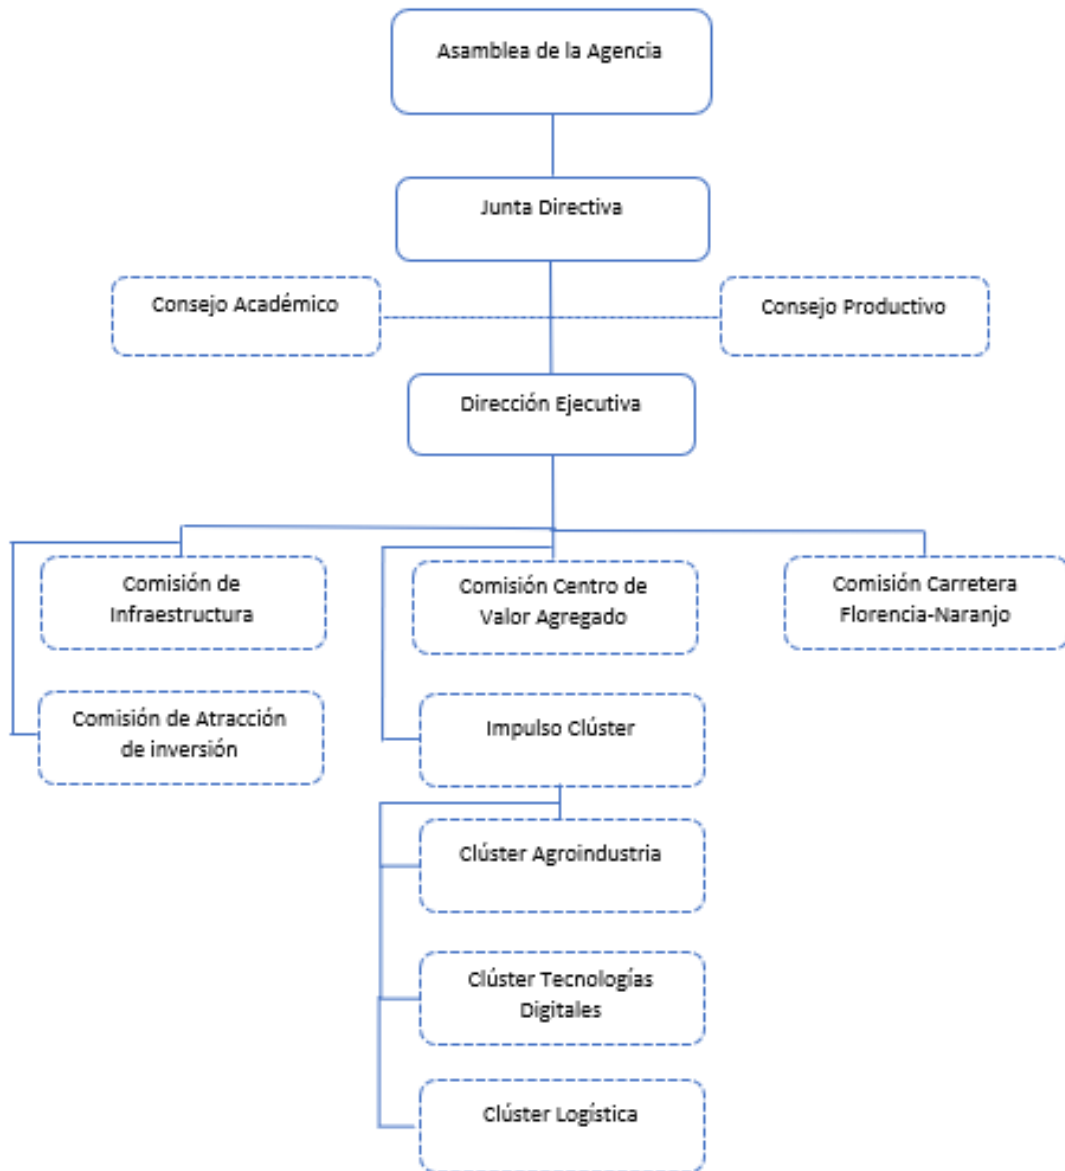 Asamblea de la Agencia
Junta Directiva
Consejo Académico
Consejo Productivo
Dirección Ejecutiva
Comisión de
Infraestructura
Comisión Centro de
Valor Agregado
Comisión Carretera
Florencia-Naranjo
Comisión de Atracción
de inversión
Impulso Clúster
Clúster Agroindustria
Clúster Tecnologías
Digitales
Clúster Logística